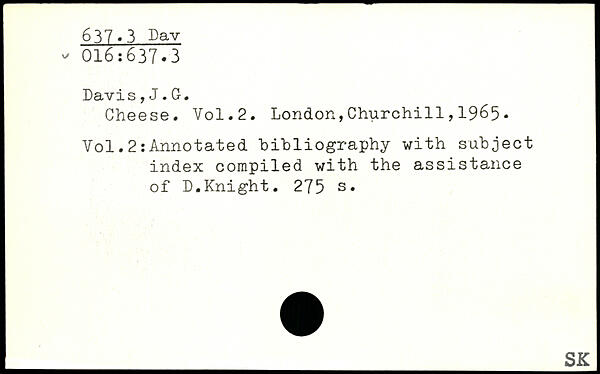 637.3 Dav
016:637.3
Davis,J.G.
Cheese. Vol.2. London,Churchill,1965.
Vol.2:Annotated bibliography with subject
index compiled with the assistance
of D.Knight. 275 s.
SK